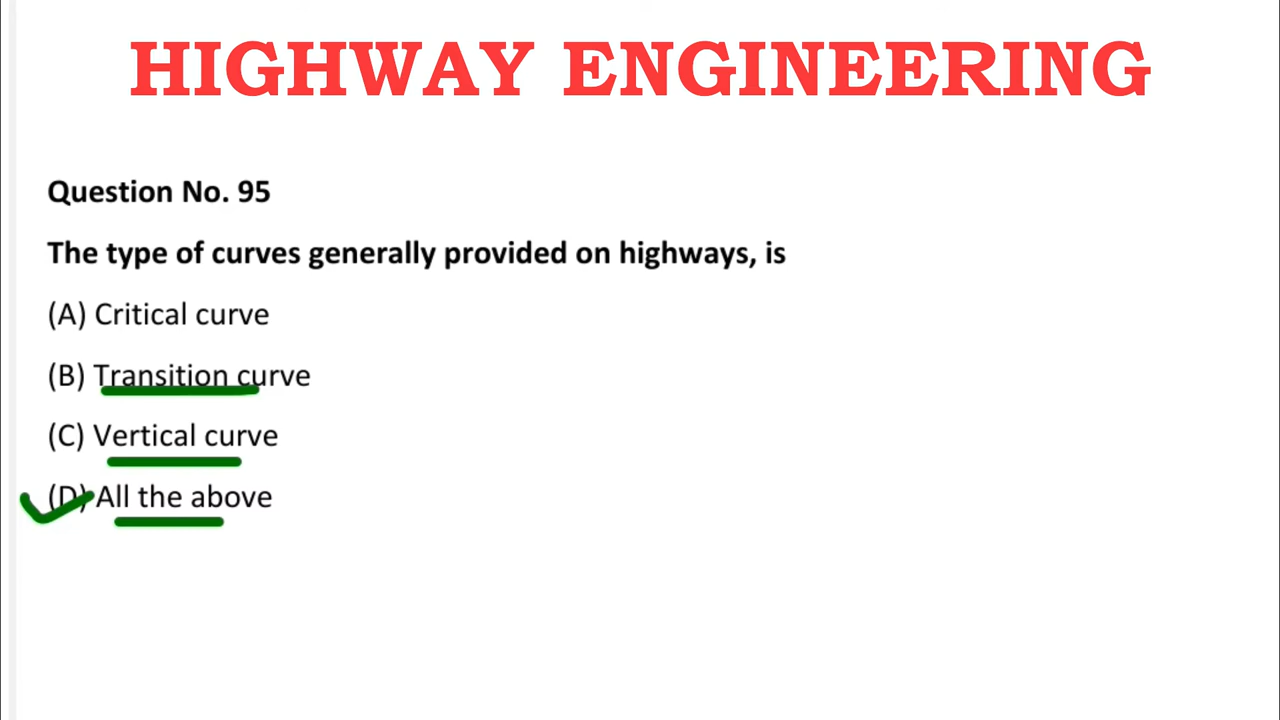 HIGHWAY ENGINEERING
Question No. 95
The type of curves generally provided on highways, is
(A) Critical curve
(B) Transition curve
(C) Vertical curve
(D) All the above